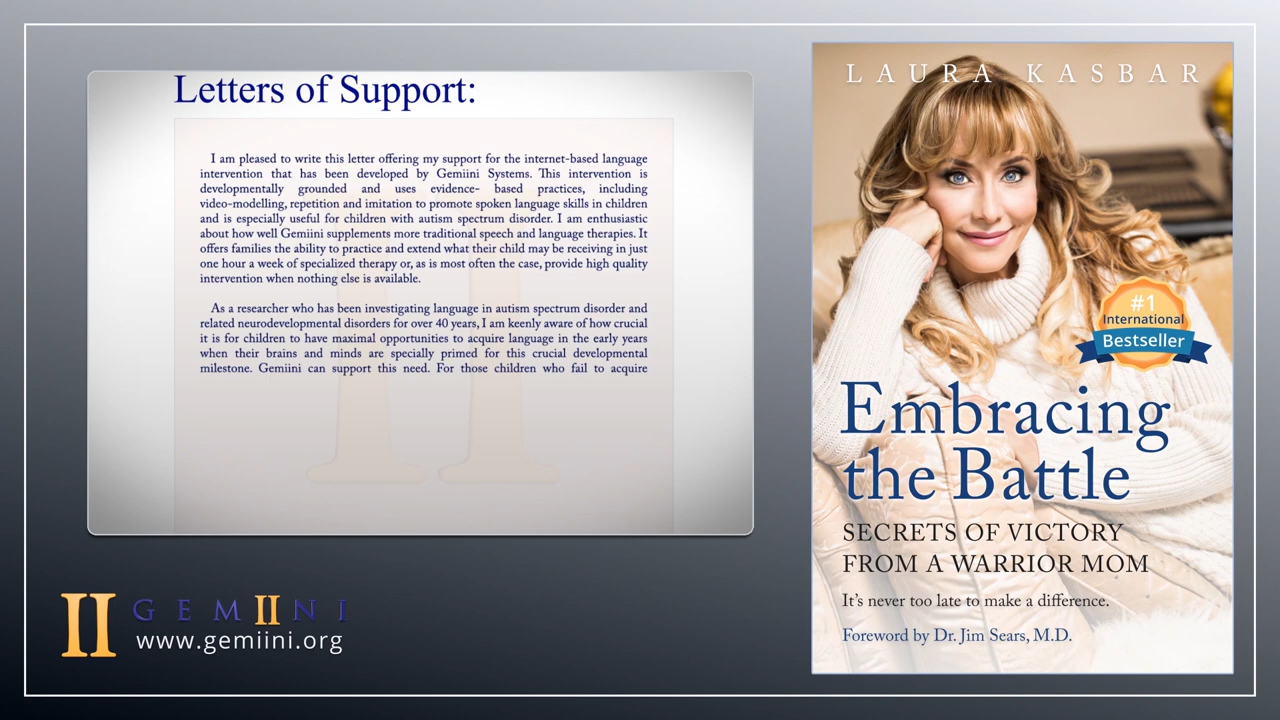 Letters of Support:
I am pleased to write this letter offering my support for the internet-based language
intervention that has been developed by Gemiini Systems. This intervention is
developmentally grounded and uses evidence- based practices, including
video-modelling, repetition and imitation to promote spoken language skills in children
and is especially useful for children with autism spectrum disorder. I am enthusiastic
about how well Gemiini supplements more traditional speech and language therapies. It
offers families the ability to practice and extend what their child may be receiving in just
one hour a week of specialized therapy or, as is most often the case, provide high quality
intervention when nothing else is available.
As a researcher who has been investigating language in autism spectrum disorder and
related neurodevelopmental disorders for over 40 years, I am keenly aware of how crucial
it is for children to have maximal opportunities to acquire language in the early years
when their brains and minds are specially primed for this crucial developmental
milestone. Gemiini can support this need. For those children who fail to acquire
GEMIINI
www.gemiini.org
LAURA KASBAR
#1
International
Bestseller
Embracing
the Battle
SECRETS OF VICTORY
FROM A WARRIOR MOM
It's never too late to make a difference.
Foreword by Dr. Jim Sears, M.D.